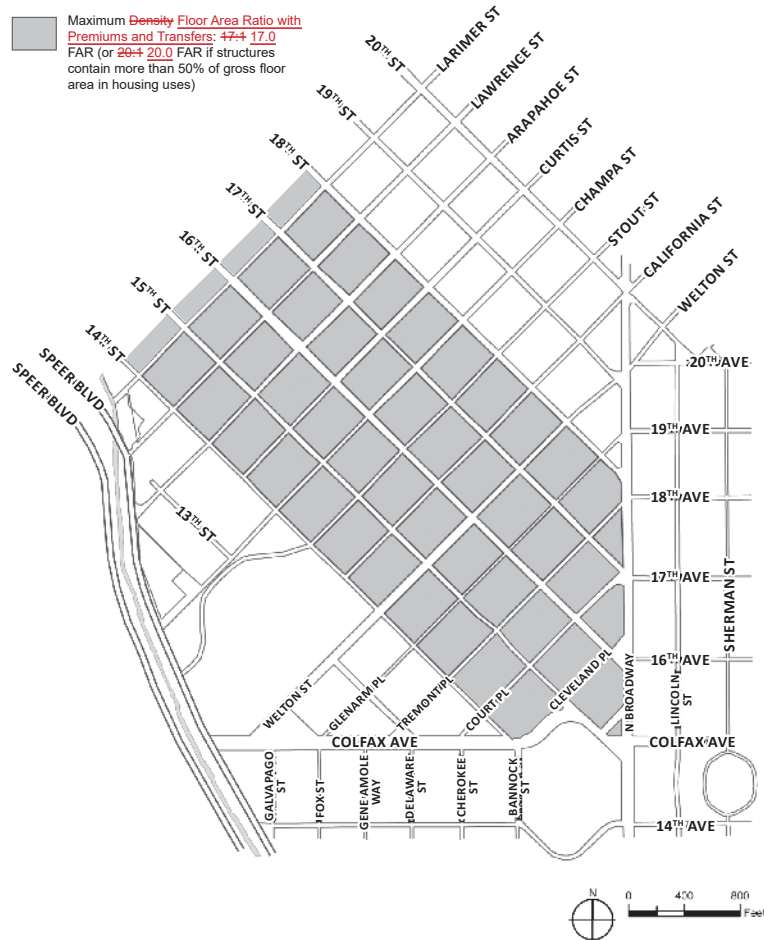 Maximum Density Floor Area Ratio with
Premiums and Transfers: 17:1 17.0
FAR (or 20:1 20.0 FAR if structures
contain more than 50% of gross floor
area in housing uses)
20TH ST
LARIMER ST
19TH ST
LAWRENCE ST
18TH ST
ARAPAHOE ST
17TH ST
CURTIS ST
16TH ST
CHAMPA ST
15TH ST
STOUT ST
14TH ST
CALIFORNIA ST
SPEER BLVD
WELTON ST
SPEER BLVD
20TH AVE
19TH AVE
13TH ST
18TH AVE
17TH AVE
SHERMAN ST
16TH AVE
CLEVELAND PL
N BROADWAY
LINCOLN
ST
WELTON ST
GLENARM PL
TREMONT PL
COURT PL
COLFAX AVE
COLFAX AVE
GALVAPAGO
ST
FOX ST
GENE AMOLE
WAY
DELAWARE
ST
CHEROKEE
ST
BANNOCK
ST
14TH AVE
N
0 400 800
Feet